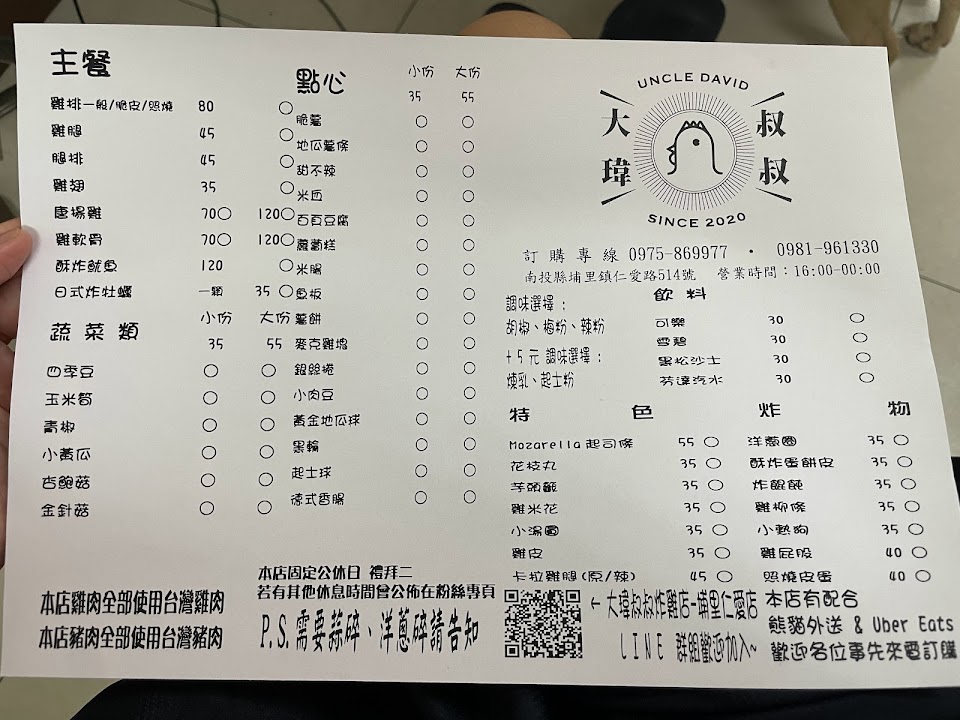 主餐
雞排一般/脆皮/照燒 80 ○
雞腿 45 ○
腿排 45 ○
雞翅 35 ○
唐揚雞 70○ 120○
雞軟骨 70○ 120○
酥炸魷魚 120 ○
日式炸牡蠣 一顆 35 ○
蔬菜類 小份 大份
35 55
四季豆 ○ ○
玉米筍 ○ ○
青椒 ○ ○
小黃瓜 ○ ○
杏鮑菇 ○ ○
金針菇 ○ ○
點心 小份 大份
35 55
脆薯 ○ ○
地瓜薯條 ○ ○
甜不辣 ○ ○
米血 ○ ○
百頁豆腐 ○ ○
蘿蔔糕 ○ ○
米腸 ○ ○
魚板 ○ ○
薯餅 ○ ○
麥克雞塊 ○ ○
銀絲捲 ○ ○
小肉豆 ○ ○
黃金地瓜球 ○ ○
黑輪 ○ ○
起士球 ○ ○
德式香腸 ○ ○
UNCLE DAVID
大瑋 叔叔
SINCE 2020
訂購專線 0975-869977 · 0981-961330
南投縣埔里鎮仁愛路514號 營業時間：16:00-00:00
調味選擇：
胡椒、梅粉、辣粉
+5元 調味選擇：
煉乳、起士粉
飲料
可樂 30 ○
雪碧 30 ○
黑松沙士 30 ○
芬達汽水 30 ○
特色炸物
Mozarella起司條 55 ○
花枝丸 35 ○
芋頭籤 35 ○
雞米花 35 ○
小湯圓 35 ○
雞皮 35 ○
卡拉雞腿(原/辣) 45 ○
洋蔥圈 35 ○
酥炸蛋餅皮 35 ○
炸餛飩 35 ○
雞柳條 35 ○
小熱狗 35 ○
雞屁股 40 ○
照燒皮蛋 40 ○
本店雞肉全部使用台灣雞肉
本店豬肉全部使用台灣豬肉
本店固定公休日 禮拜二
若有其他休息時間會公佈在粉絲專頁
P.S.需要蒜碎、洋蔥碎請告知
←大瑋叔叔炸雞店-埔里仁愛店
LINE 群組歡迎加入~
本店有配合
熊貓外送 & Uber Eats
歡迎各位事先來電訂購